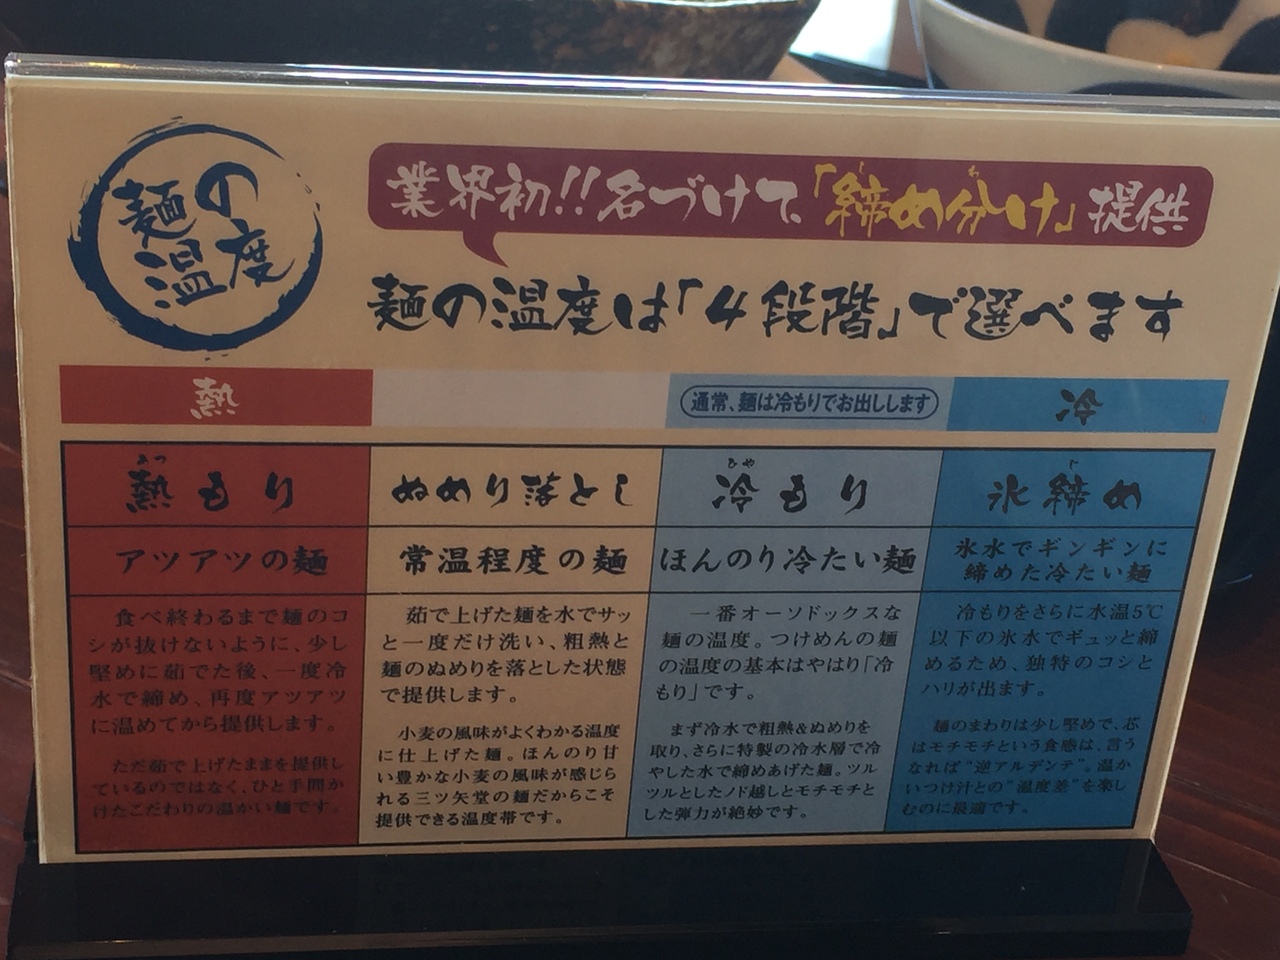 麺の
温度
業界初!!名づけて、「締め分け」提供
麺の温度は「4段階」で選べます
熱
通常、麺は冷もりでお出しします
冷
熱もり
アツアツの麺
食べ終わるまで麺のコ
シが抜けないように、少し
堅めに茹でた後、一度冷
水で締め、再度アツアツ
に温めてから提供します。
ただ茹で上げたままを提供し
ているのではなく、ひと手間か
けたこだわりの温かい麺です。
ぬめり落とし
常温程度の麺
茹で上げた麺を水でサッ
と一度だけ洗い、粗熱と
麺のぬめりを落とした状態
で提供します。
小麦の風味がよくわかる温度
に仕上げた麺。ほんのり甘
い豊かな小麦の風味が感じら
れる三ツ矢堂の麺だからこそ
提供できる温度帯です。
ひや
冷もり
ほんのり冷たい麺
一番オーソドックスな
麺の温度。つけめんの麺
の温度の基本はやはり「冷
もり」です。
まず冷水で粗熱&ぬめりを
取り、さらに特製の冷水層で冷
やした水で締めあげた麺。ツル
ツルとしたノド越しとモチモチと
した弾力が絶妙です。
氷締め
氷水でギンギンに
締めた冷たい麺
冷もりをさらに水温5℃
以下の氷水でギュッと締
めるため、独特のコシと
ハリが出ます。
麺のまわりは少し堅めで、芯
はモチモチという食感は、言う
なれば“逆アルデンテ”。温か
いつけ汁との“温度差”を楽し
むのに最適です。